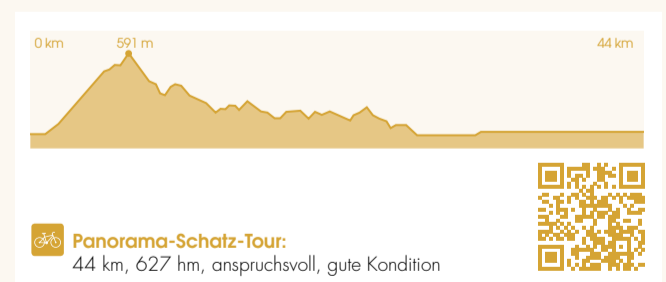 0 km 591 m 44 km
Panorama-Schatz-Tour:
44 km, 627 hm, anspruchsvoll, gute Kondition